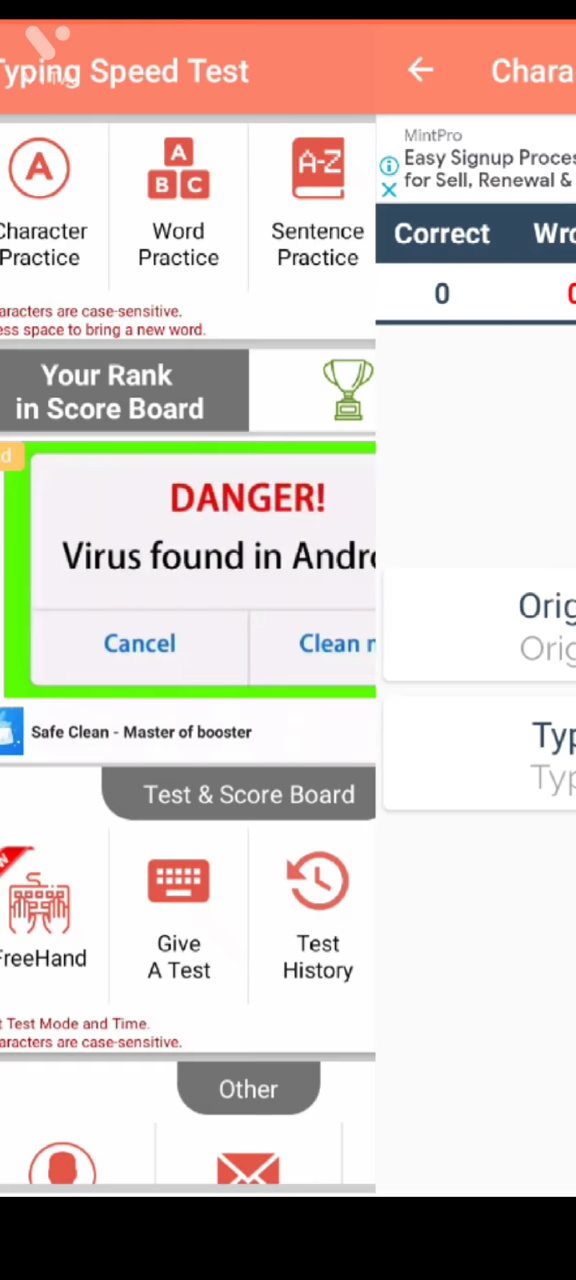 Typing Speed Test
Character Practice
A
B C
Word Practice
A-Z
Sentence Practice
aracters are case-sensitive.
ess space to bring a new word.
Your Rank
in Score Board
d
DANGER!
Virus found in Andro
Cancel
Clean n
Safe Clean - Master of booster
Test & Score Board
FreeHand
Give
A Test
Test
History
t Test Mode and Time.
aracters are case-sensitive.
Other
Chara
MintPro
Easy Signup Proces
for Sell, Renewal &
Correct Wro
0 0
Orig
Orig
Typ
Typ